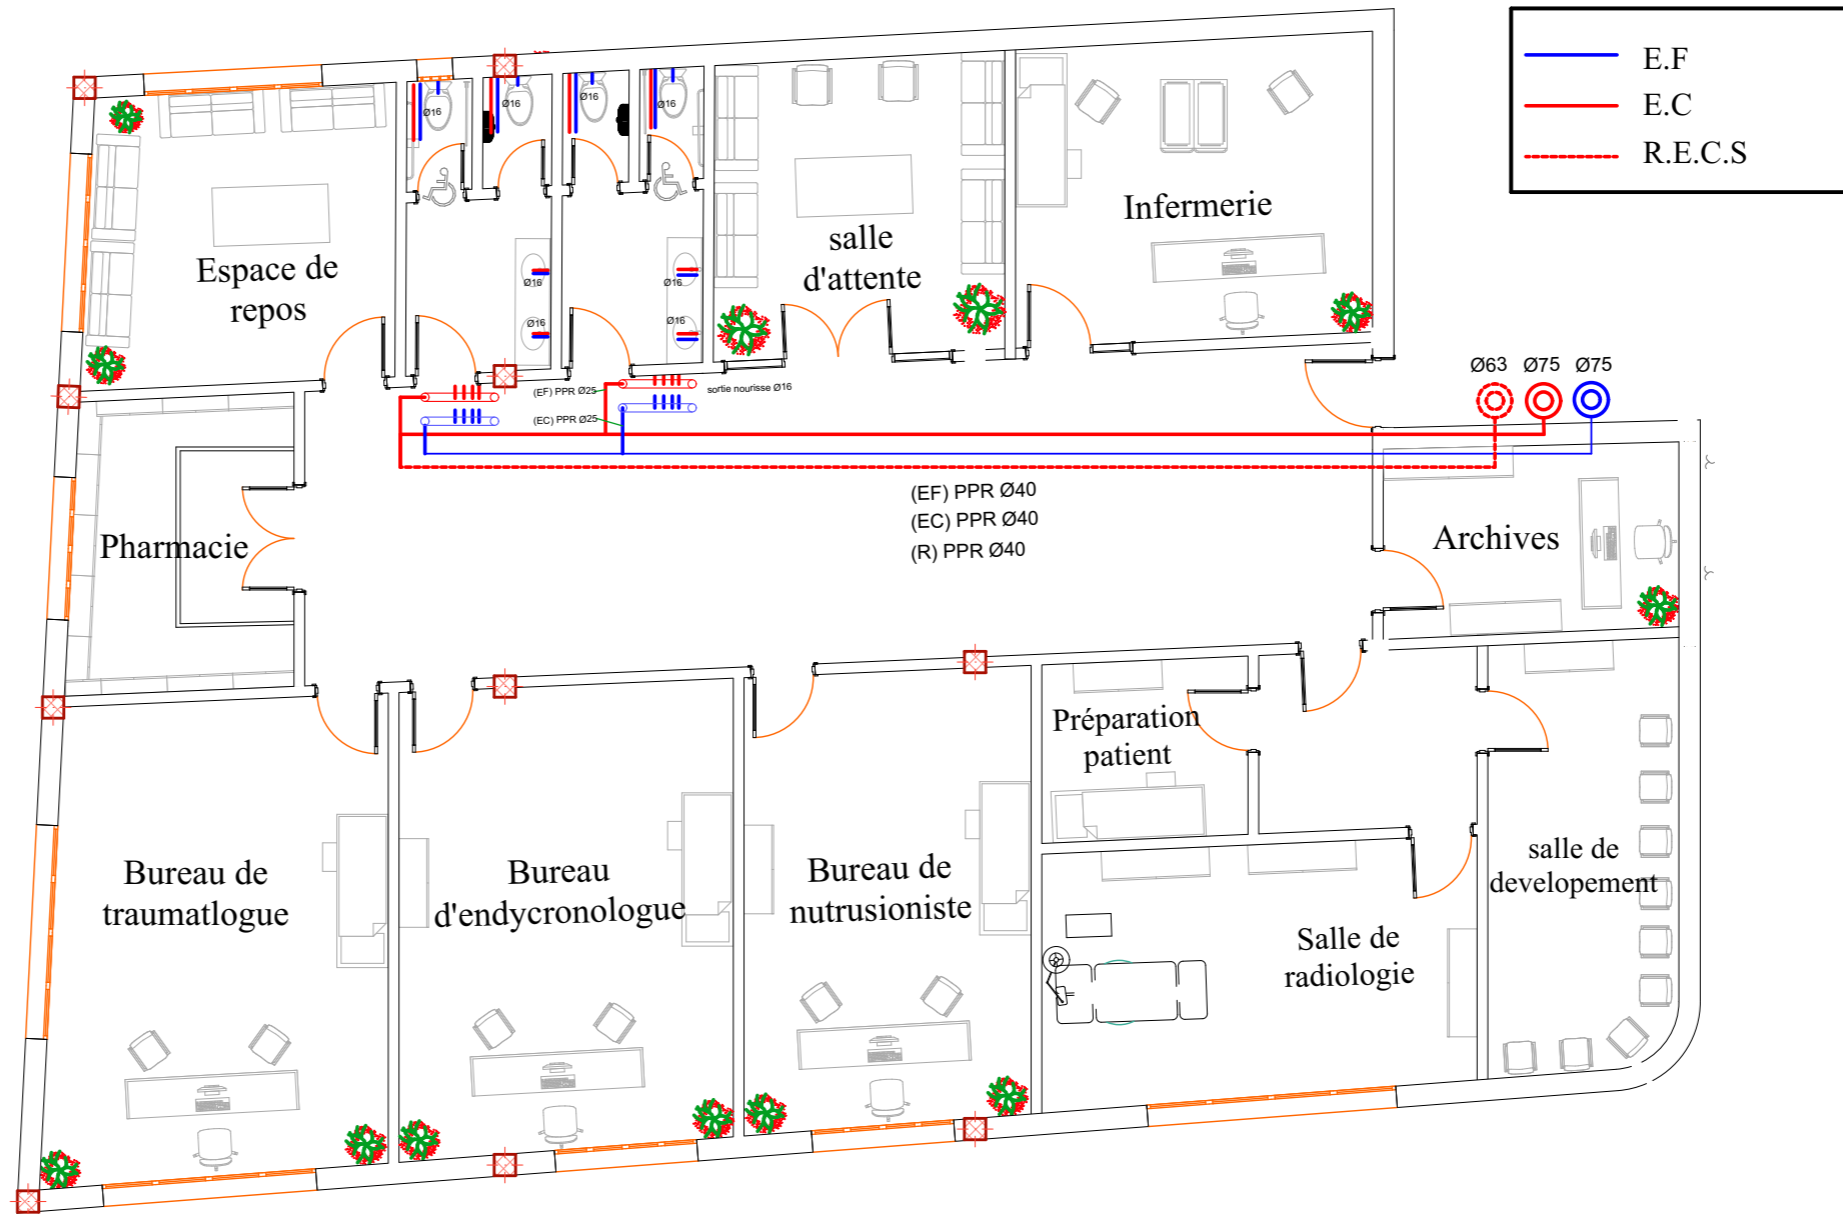 E.F
E.C
R.E.C.S
Ø16
Ø16
Ø16
Ø16
Espace de
repos
salle
d'attente
Infermerie
Ø16
Ø16
Ø16
Ø16
(EF) PPR Ø25
sortie nourisse Ø16
(EC) PPR Ø25
Ø63
Ø75
Ø75
(EF) PPR Ø40
(EC) PPR Ø40
(R) PPR Ø40
Pharmacie
Archives
Préparation
patient
Bureau de
traumatlogue
Bureau
d'endycronologue
Bureau de
nutrusioniste
salle de
developement
Salle de
radiologie